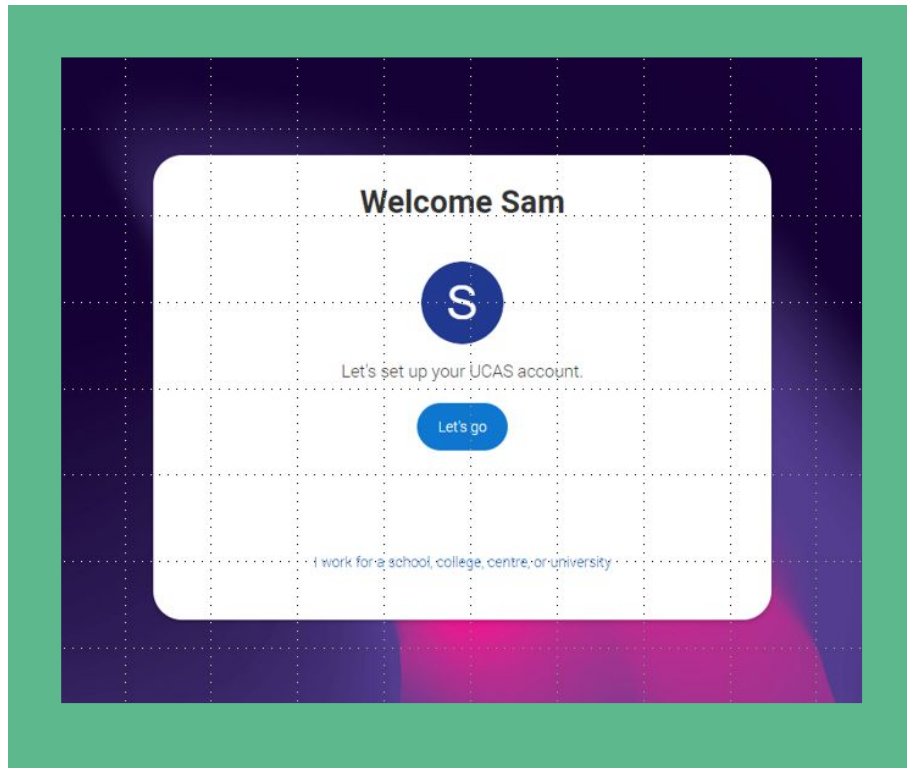 Welcome Sam
S
Let's set up your UCAS account.
Let's go
I work for a school, college, centre, or university